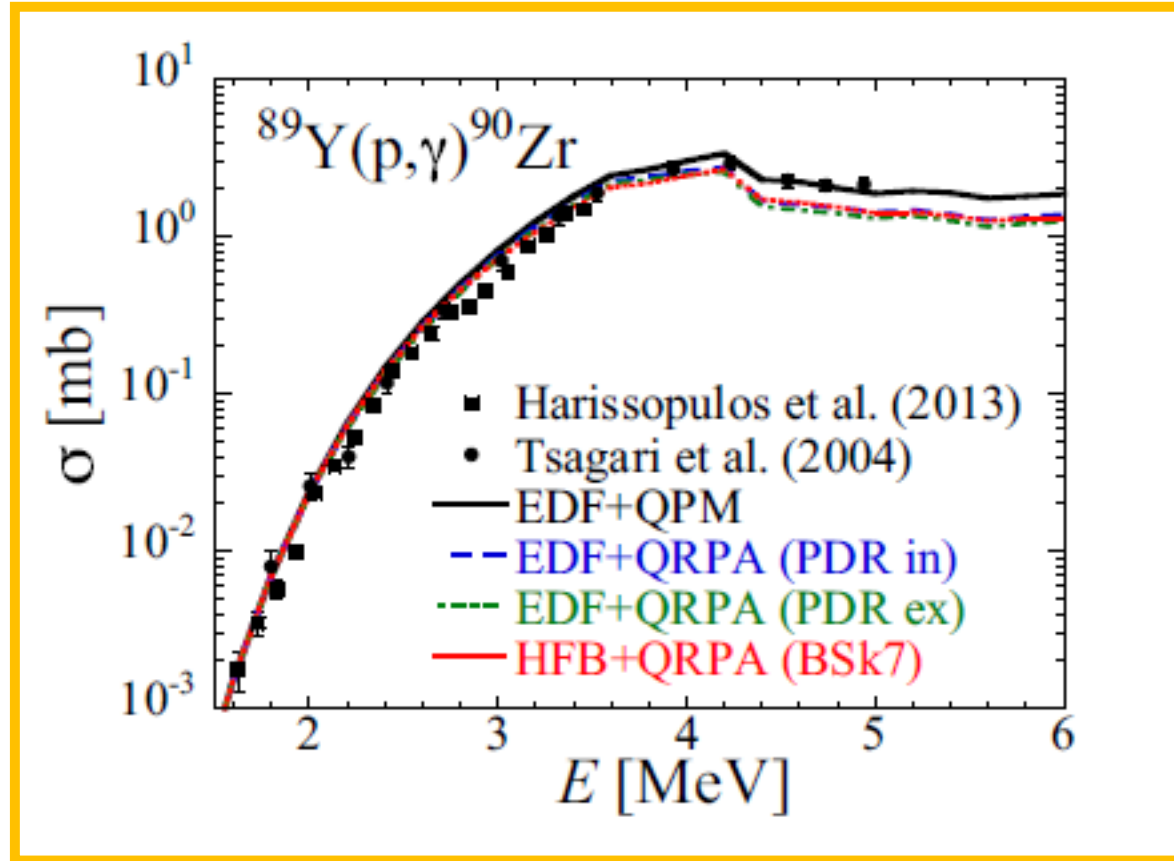 10¹
⁸⁹Y(p,γ)⁹⁰Zr
10⁰
σ [mb]
10⁻¹
Harissopulos et al. (2013)
Tsagari et al. (2004)
EDF+QPM
10⁻²
EDF+QRPA (PDR in)
EDF+QRPA (PDR ex)
HFB+QRPA (BSk7)
10⁻³
2 3 4 5 6
E [MeV]